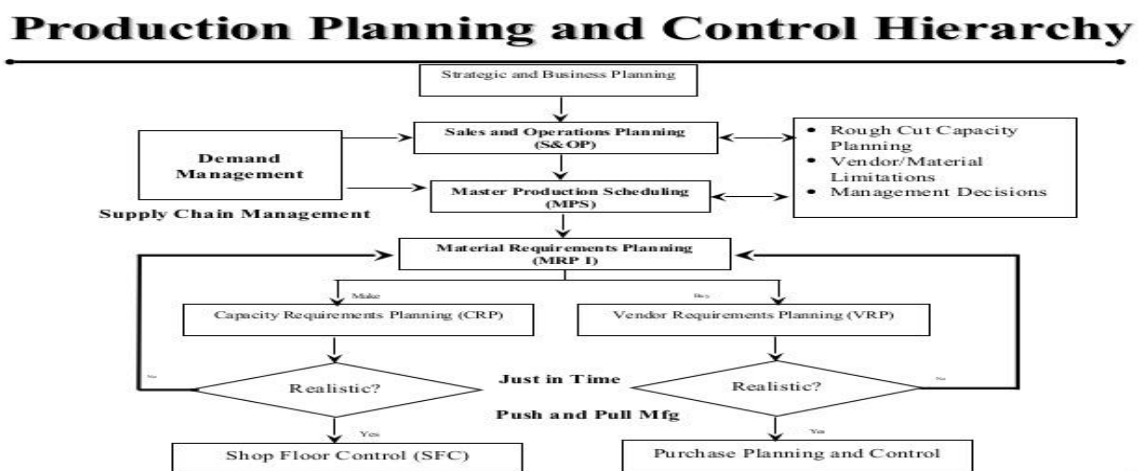 Production Planning and Control Hierarchy
Strategic and Business Planning
Sales and Operations Planning
(S&OP)
Demand
Management
• Rough Cut Capacity
Planning
• Vendor/Material
Limitations
• Management Decisions
Master Production Scheduling
(MPS)
Supply Chain Management
Material Requirements Planning
(MRP I)
Make
Buy
Capacity Requirements Planning (CRP)
Vendor Requirements Planning (VRP)
No
Realistic?
Just in Time
Realistic?
No
Push and Pull Mfg
Yes
Yes
Shop Floor Control (SFC)
Purchase Planning and Control